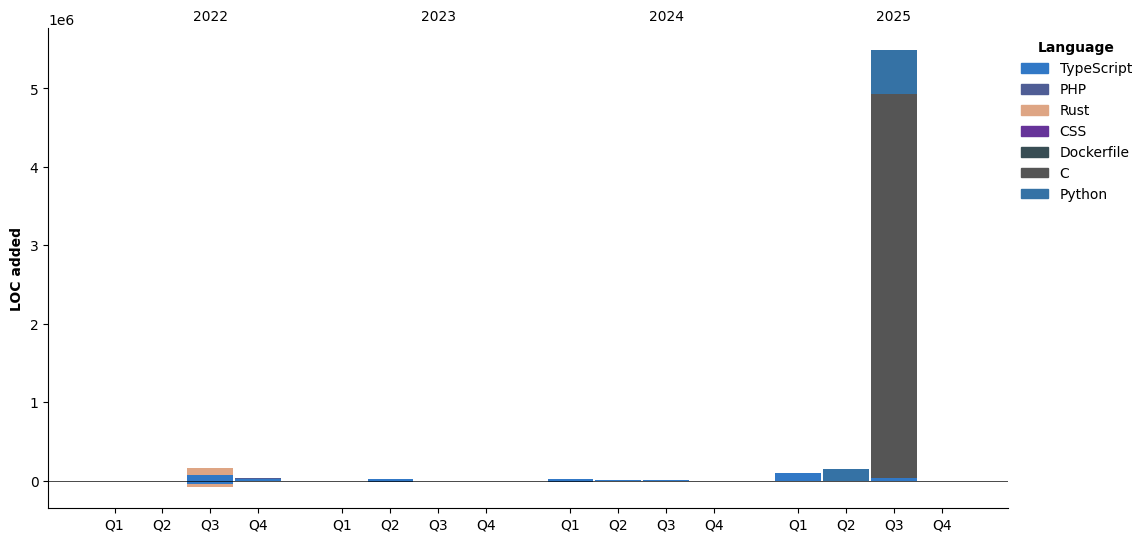 1e6
2022 2023 2024 2025
Language
TypeScript
PHP
Rust
CSS
Dockerfile
C
Python
LOC added
5
4
3
2
1
0
Q1 Q2 Q3 Q4 Q1 Q2 Q3 Q4 Q1 Q2 Q3 Q4 Q1 Q2 Q3 Q4